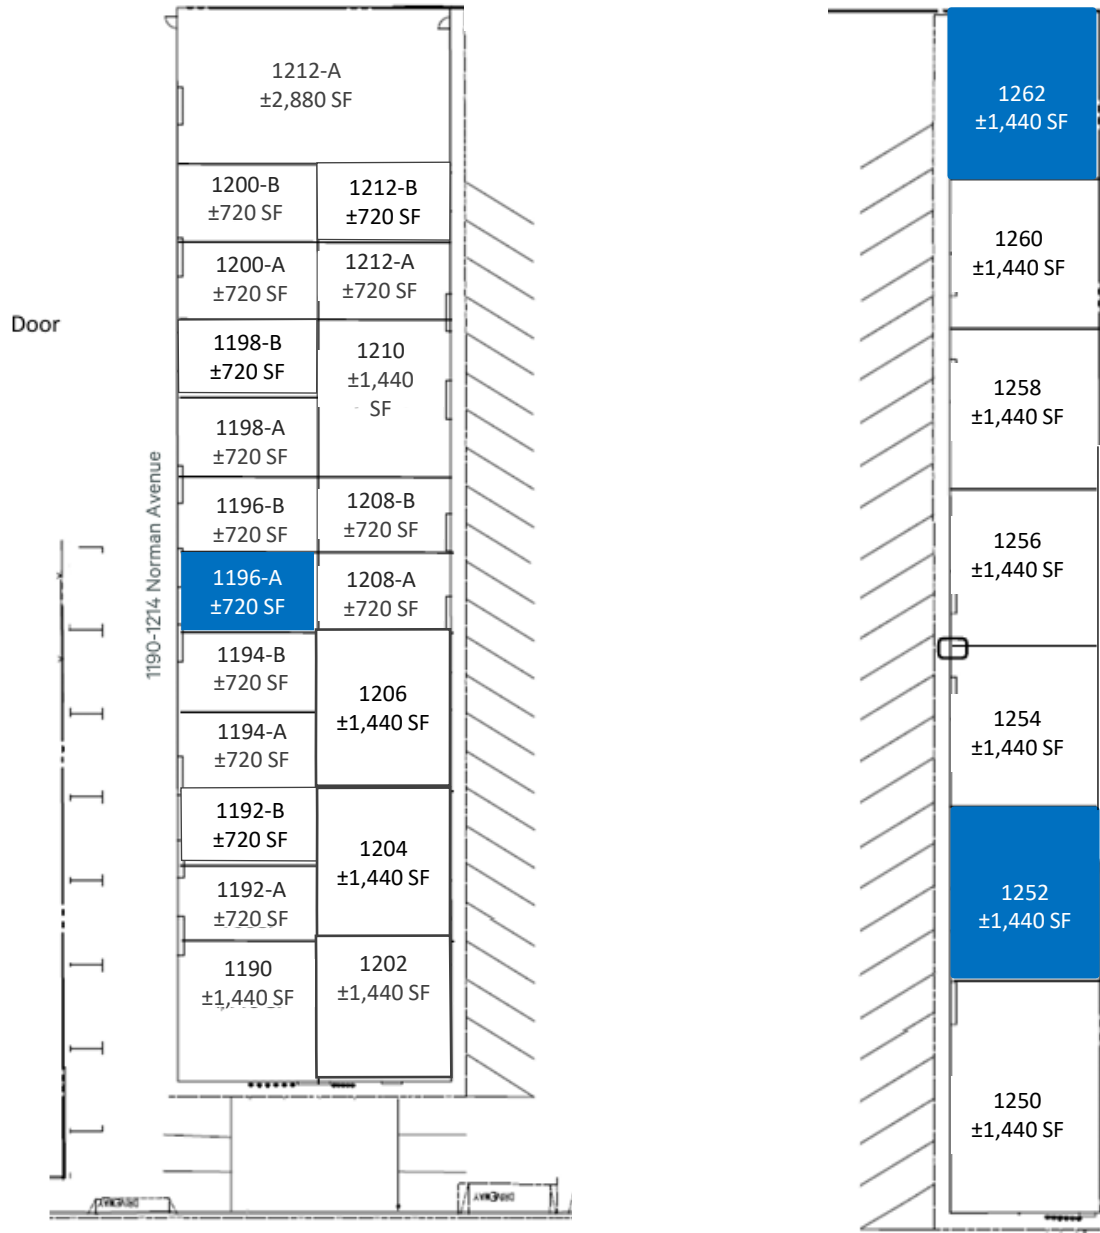 1212-A
±2,880 SF
1200-B
±720 SF
1212-B
±720 SF
1200-A
±720 SF
1212-A
±720 SF
Door
1198-B
±720 SF
1210
±1,440
SF
1198-A
±720 SF
1196-B
±720 SF
1208-B
±720 SF
1190-1214 Norman Avenue
1196-A
±720 SF
1208-A
±720 SF
1194-B
±720 SF
1206
±1,440 SF
1194-A
±720 SF
1192-B
±720 SF
1204
±1,440 SF
1192-A
±720 SF
1190
±1,440 SF
1202
±1,440 SF
DRIVEWAY
DRIVEWAY
1262
±1,440 SF
1260
±1,440 SF
1258
±1,440 SF
1256
±1,440 SF
1254
±1,440 SF
1252
±1,440 SF
1250
±1,440 SF